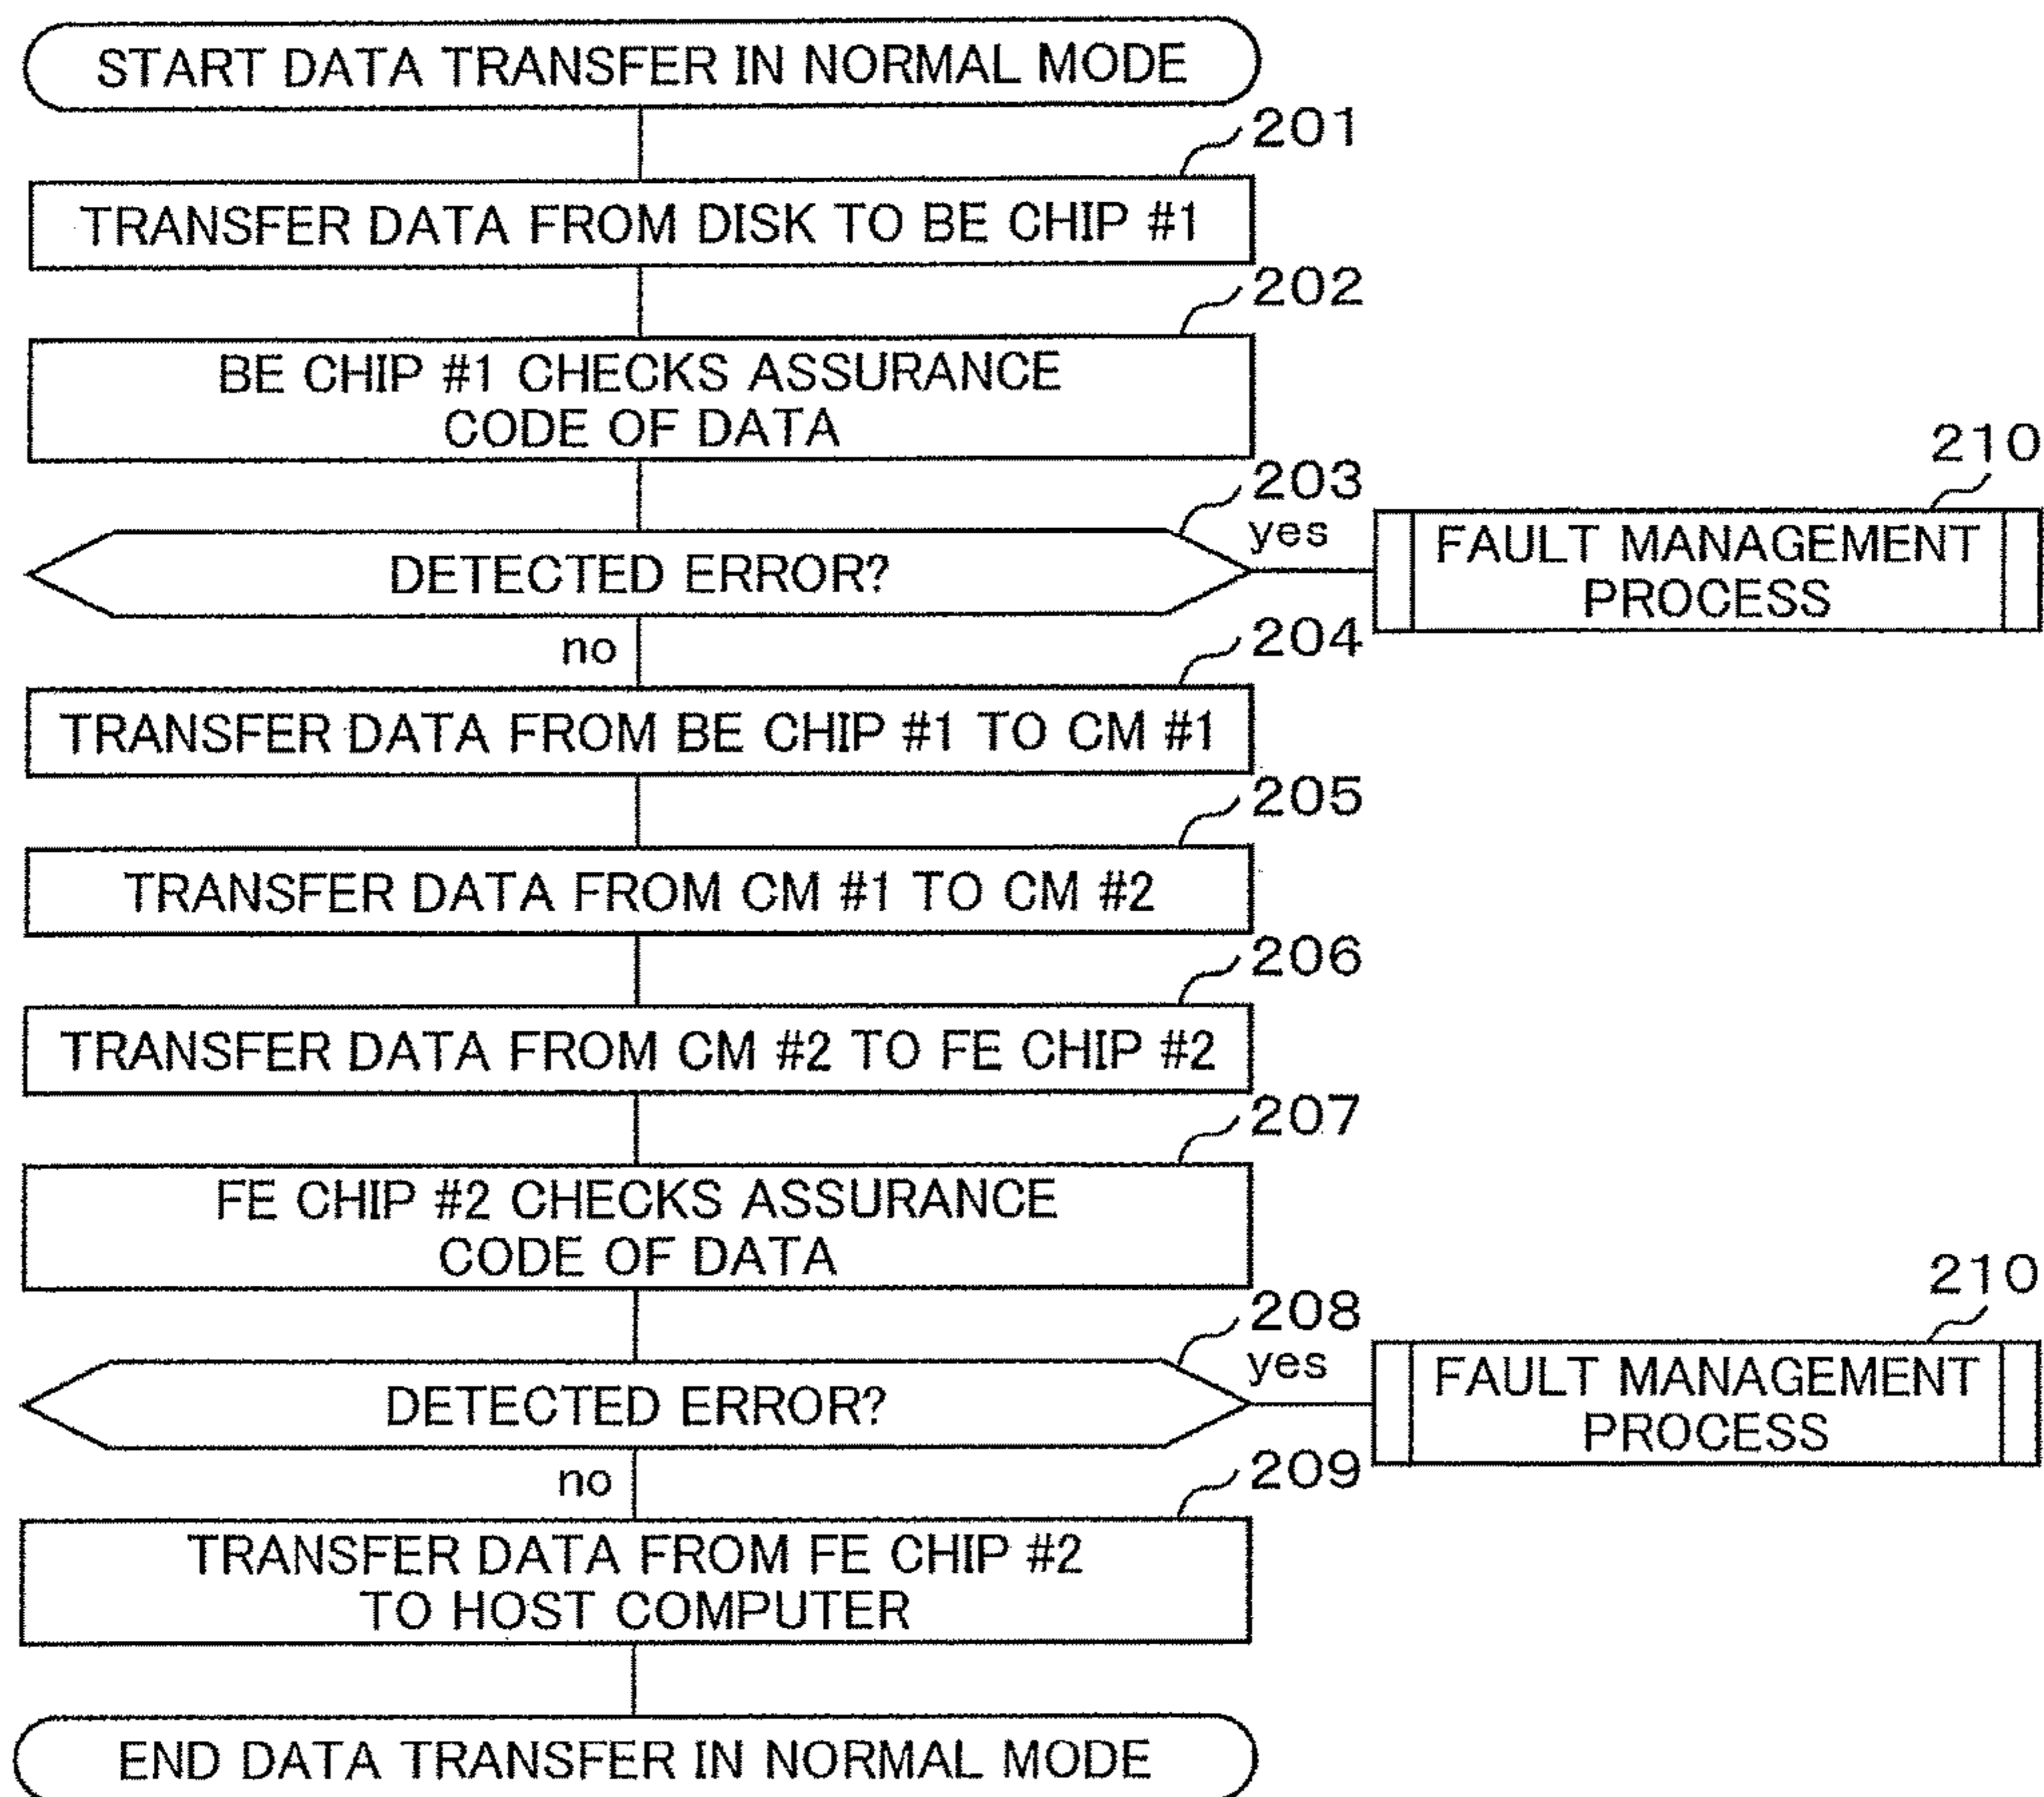 START DATA TRANSFER IN NORMAL MODE
201
TRANSFER DATA FROM DISK TO BE CHIP #1
202
BE CHIP #1 CHECKS ASSURANCE
CODE OF DATA
203
DETECTED ERROR?
yes
210
FAULT MANAGEMENT
PROCESS
no
204
TRANSFER DATA FROM BE CHIP #1 TO CM #1
205
TRANSFER DATA FROM CM #1 TO CM #2
206
TRANSFER DATA FROM CM #2 TO FE CHIP #2
207
FE CHIP #2 CHECKS ASSURANCE
CODE OF DATA
208
DETECTED ERROR?
yes
210
FAULT MANAGEMENT
PROCESS
no
209
TRANSFER DATA FROM FE CHIP #2
TO HOST COMPUTER
END DATA TRANSFER IN NORMAL MODE